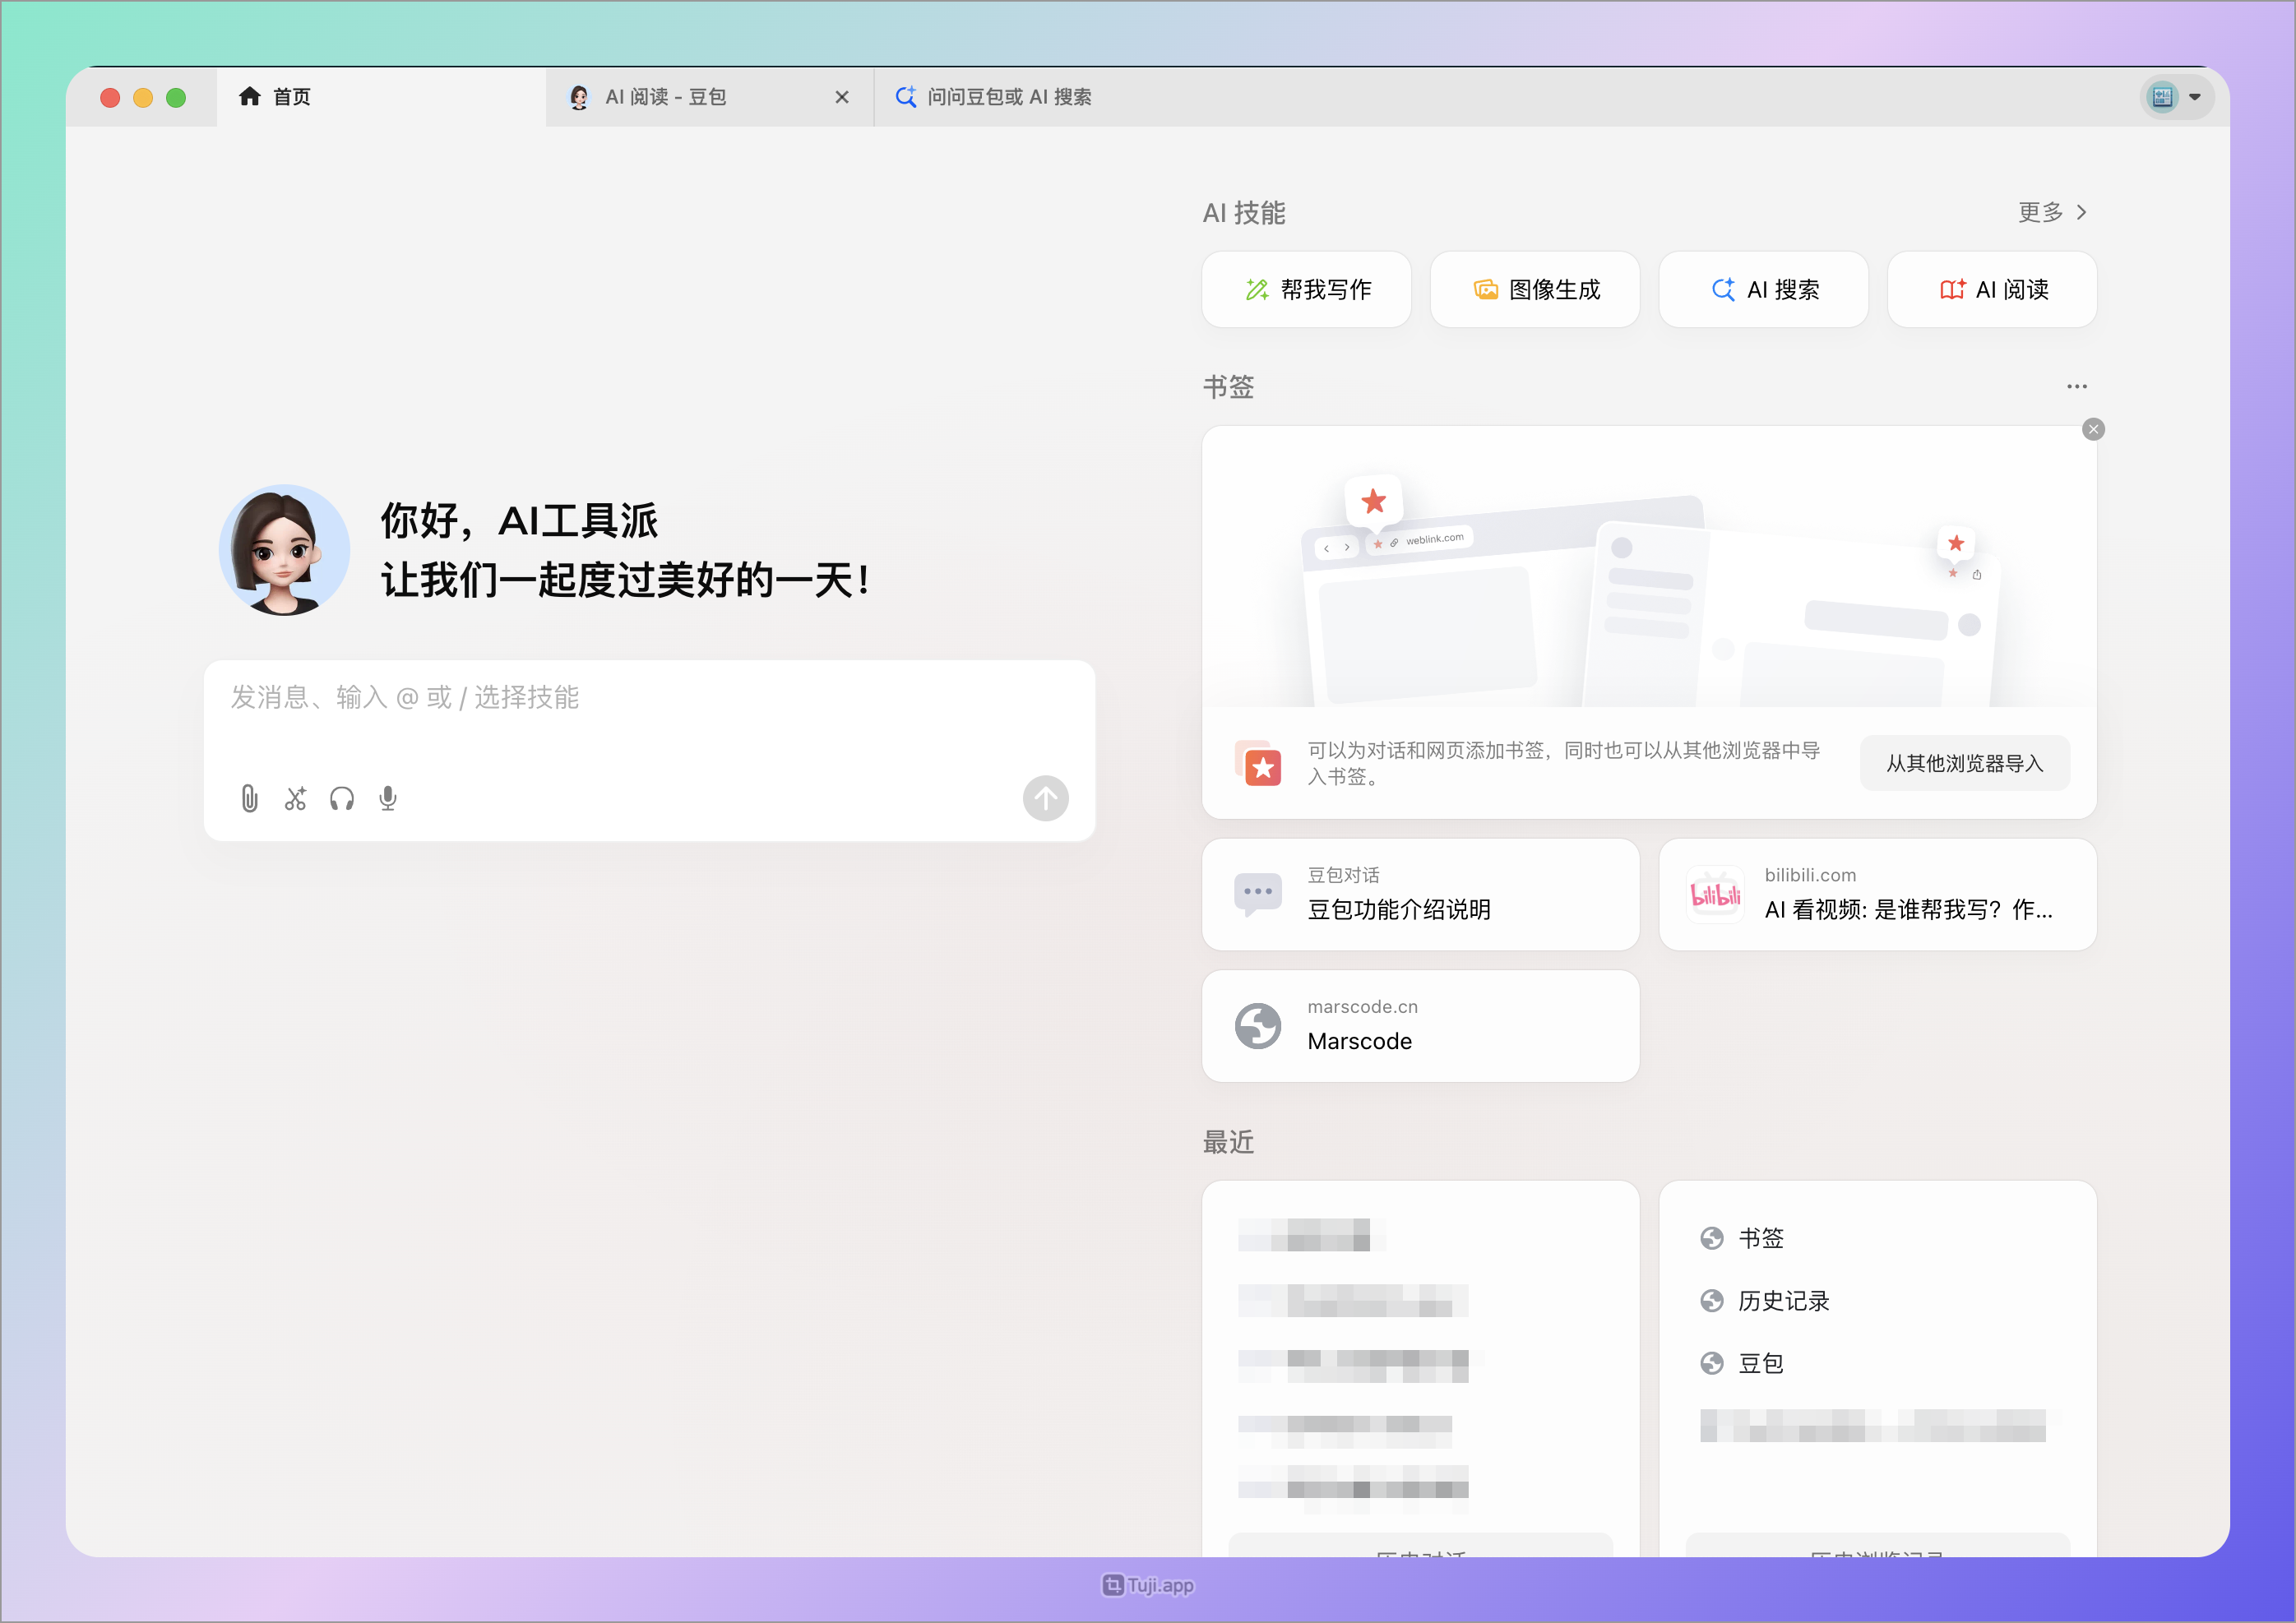 首页
AI 阅读 - 豆包
问问豆包或 AI 搜索
你好，AI工具派
让我们一起度过美好的一天！
发消息、输入 @ 或 / 选择技能
AI 技能
更多
帮我写作
图像生成
AI 搜索
AI 阅读
书签
weblink.com
可以为对话和网页添加书签，同时也可以从其他浏览器中导
入书签。
从其他浏览器导入
豆包对话
豆包功能介绍说明
bilibili
bilibili.com
AI 看视频: 是谁帮我写？作...
marscode.cn
Marscode
最近
书签
历史记录
豆包
Tuji.app